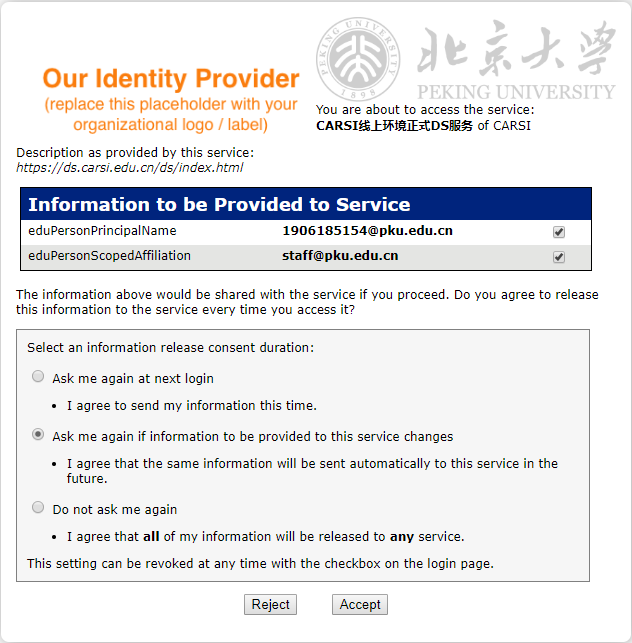 PEKING UNIVERSITY
1898
北京大学
PEKING UNIVERSITY
Our Identity Provider
(replace this placeholder with your
organizational logo / label)
You are about to access the service:
CARSI线上环境正式DS服务 of CARSI
Description as provided by this service:
https://ds.carsi.edu.cn/ds/index.html
Information to be Provided to Service
eduPersonPrincipalName 1906185154@pku.edu.cn
eduPersonScopedAffiliation staff@pku.edu.cn
The information above would be shared with the service if you proceed. Do you agree to release
this information to the service every time you access it?
Select an information release consent duration:
Ask me again at next login
• I agree to send my information this time.
Ask me again if information to be provided to this service changes
• I agree that the same information will be sent automatically to this service in the
future.
Do not ask me again
• I agree that all of my information will be released to any service.
This setting can be revoked at any time with the checkbox on the login page.
Reject Accept